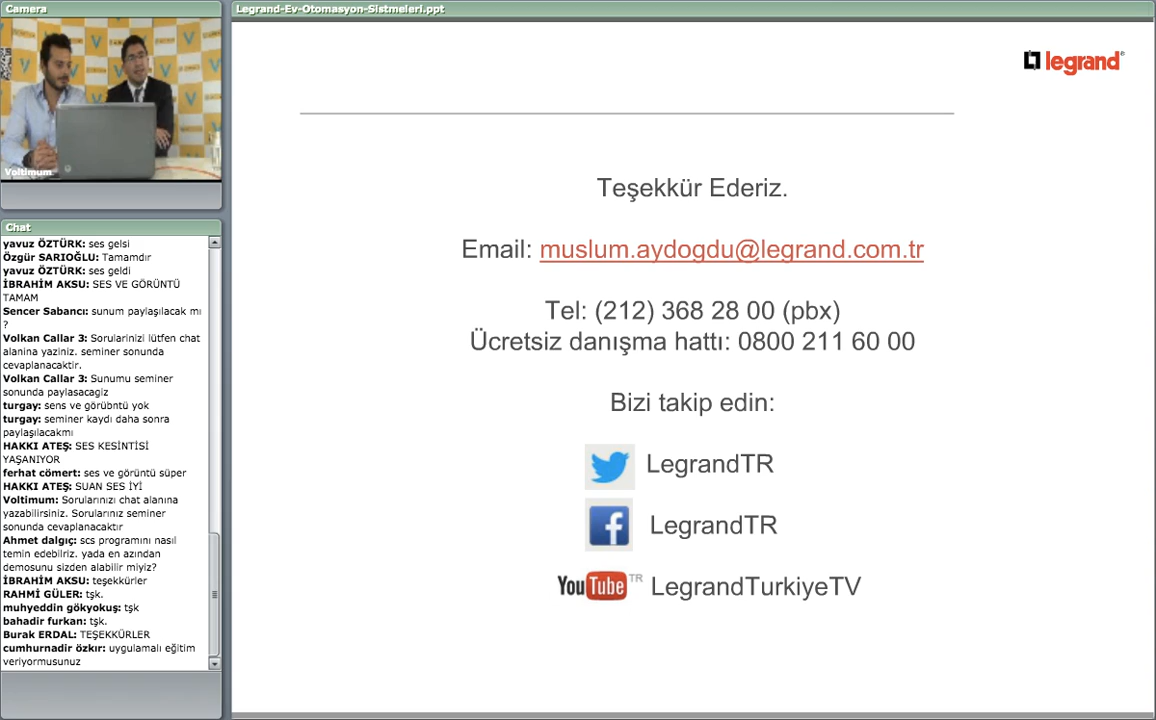 Camera
Voltimum
Chat
yavuz ÖZTÜRK: ses gelsi
Özgür SARIOĞLU: Tamamdır
yavuz ÖZTÜRK: ses geldi
İBRAHİM AKSU: SES VE GÖRÜNTÜ
TAMAM
Sencer Sabancı: sunum paylaşılacak mı
?
Volkan Callar 3: Sorularinizi lütfen chat
alanina yaziniz. seminer sonunda
cevaplanacaktir.
Volkan Callar 3: Sunumu seminer
sonunda paylasacagiz
turgay: sens ve görübntü yok
turgay: seminer kaydı daha sonra
paylaşılacakmı
HAKKI ATEŞ: SES KESİNTİSİ
YAŞANIYOR
ferhat cömert: ses ve görüntü süper
HAKKI ATEŞ: SUAN SES İYİ
Voltimum: Sorularınızı chat alanına
yazabilirsiniz. Sorularınız seminer
sonunda cevaplanacaktır
Ahmet dalgıç: scs programını nasıl
temin edebilriz. yada en azından
demosunu sizden alabilir miyiz?
İBRAHİM AKSU: teşekkürler
RAHMİ GÜLER: tşk.
muhyeddin gökyokuş: tşk
bahadir furkan: tşk.
Burak ERDAL: TEŞEKKÜRLER
cumhurnadir özkır: uygulamalı eğitim
veriyormusunuz
Legrand-Ev-Otomasyon-Sistmeleri.ppt
legrand®
Teşekkür Ederiz.
Email: muslum.aydogdu@legrand.com.tr
Tel: (212) 368 28 00 (pbx)
Ücretsiz danışma hattı: 0800 211 60 00
Bizi takip edin:
LegrandTR
LegrandTR
YouTube TR LegrandTurkiyeTV